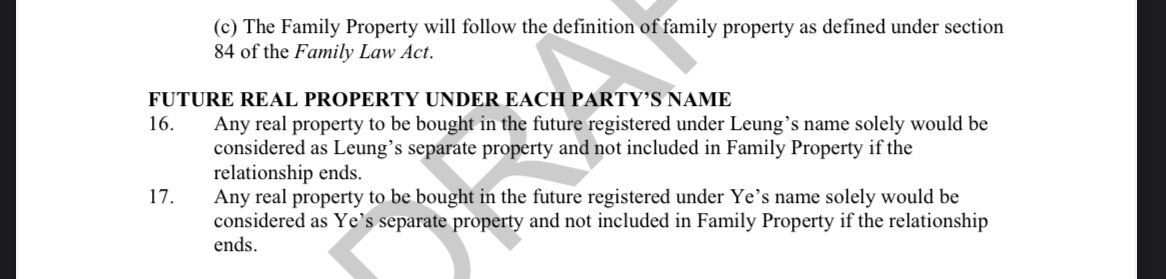 (c) The Family Property will follow the definition of family property as defined under section
84 of the Family Law Act.
FUTURE REAL PROPERTY UNDER EACH PARTY’S NAME
16. Any real property to be bought in the future registered under Leung’s name solely would be
considered as Leung’s separate property and not included in Family Property if the
relationship ends.
17. Any real property to be bought in the future registered under Ye’s name solely would be
considered as Ye’s separate property and not included in Family Property if the relationship
ends.
DRAF